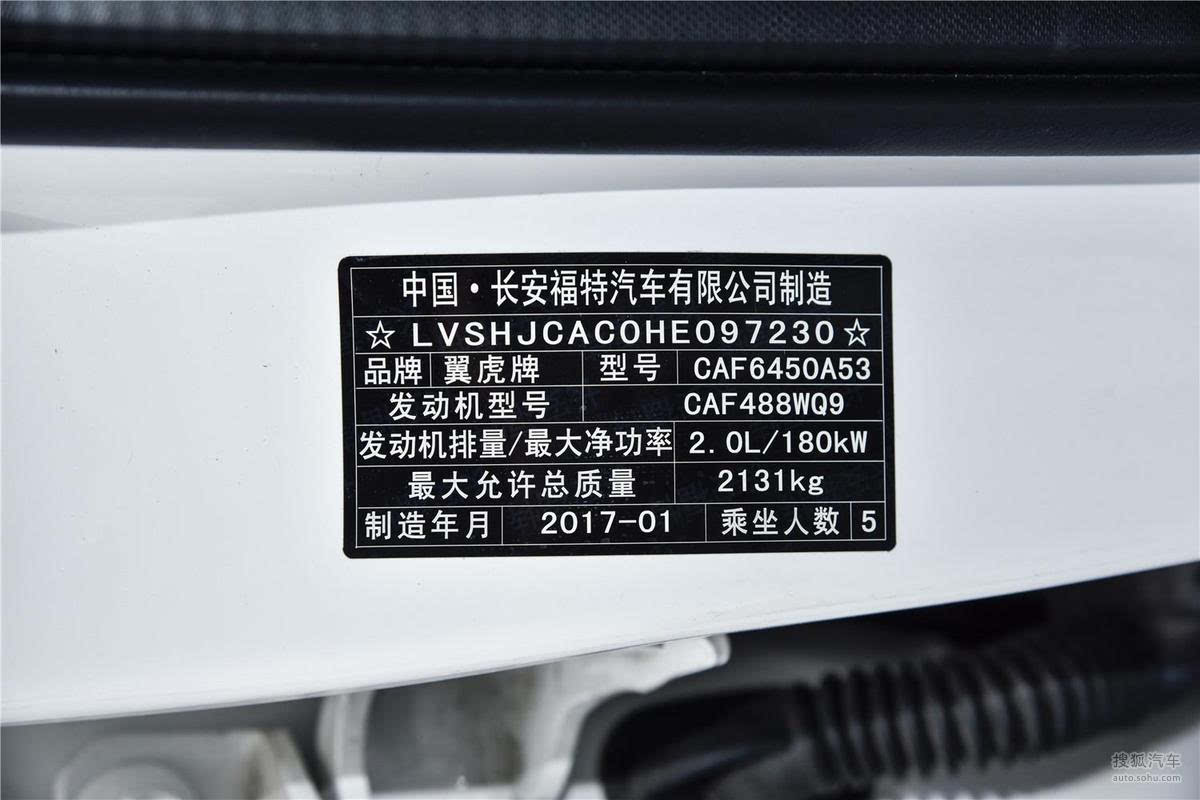 中国·长安福特汽车有限公司制造
☆LVSHJCAC0HE097230☆
品牌 翼虎牌 型号 CAF6450A53
发动机型号 CAF488WQ9
发动机排量/最大净功率 2.0L/180kW
最大允许总质量 2131kg
制造年月 2017-01 乘坐人数 5
搜狐汽车
auto.sohu.com